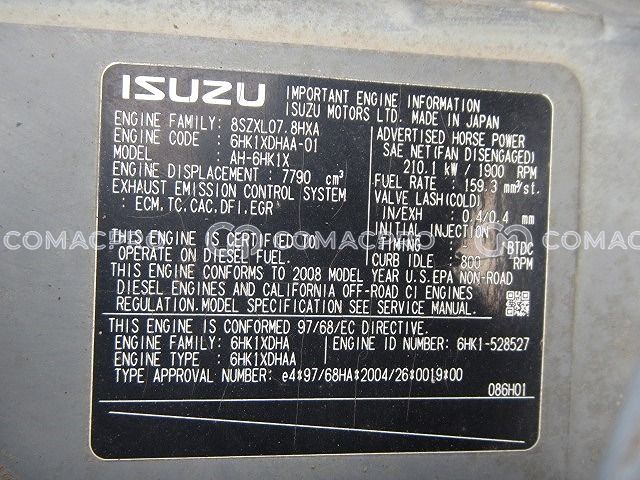 ISUZU IMPORTANT ENGINE INFORMATION
ISUZU MOTORS LTD. MADE IN JAPAN
ENGINE FAMILY: 8SZXL07.8HXA
ENGINE CODE : 6HK1XDHAA-01
MODEL : AH-6HK1X
ENGINE DISPLACEMENT : 7790 cm³
EXHAUST EMISSION CONTROL SYSTEM
: ECM,TC,CAC,DFI,EGR
ADVERTISED HORSE POWER
SAE NET(FAN DISENGAGED)
210.1 kW / 1900 RPM
FUEL RATE : 159.3 mm³/st.
VALVE LASH(COLD)
IN/EXH : 0.4/0.4 mm
INITIAL INJECTION
TIMING - °BTDC
CURB IDLE 800 RPM
THIS ENGINE IS CERTIFIED TO
OPERATE ON DIESEL FUEL.
THIS ENGINE CONFORMS TO 2008 MODEL YEAR U.S.EPA NON-ROAD
DIESEL ENGINES AND CALIFORNIA OFF-ROAD CI ENGINES
REGULATION. MODEL SPECIFICATION SEE SERVICE MANUAL.
THIS ENGINE IS CONFORMED 97/68/EC DIRECTIVE.
ENGINE FAMILY : 6HK1XDHA ENGINE ID NUMBER: 6HK1-528527
ENGINE TYPE : 6HK1XDHAA
TYPE APPROVAL NUMBER: e4*97/68HA*2004/26*0019*00
086H01
COMACPRO
COMACPRO